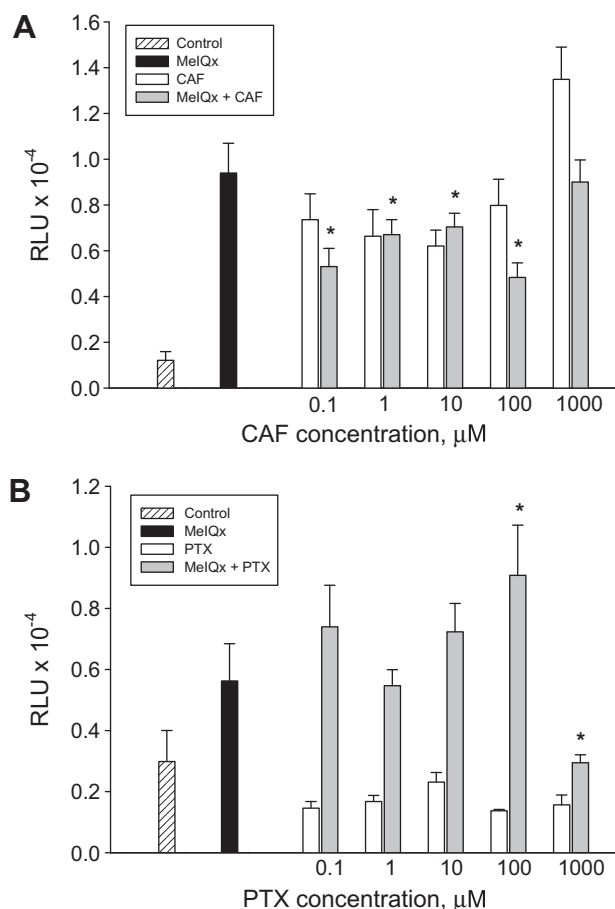 A
Control
MeIQx
CAF
MeIQx + CAF
RLU x 10-4
1.6
1.4
1.2
1.0
0.8
0.6
0.4
0.2
0.0
*
*
*
*
0.1
1
10
100
1000
CAF concentration, μM
B
Control
MeIQx
PTX
MeIQx + PTX
RLU x 10-4
1.2
1.0
0.8
0.6
0.4
0.2
0.0
*
*
0.1
1
10
100
1000
PTX concentration, μM